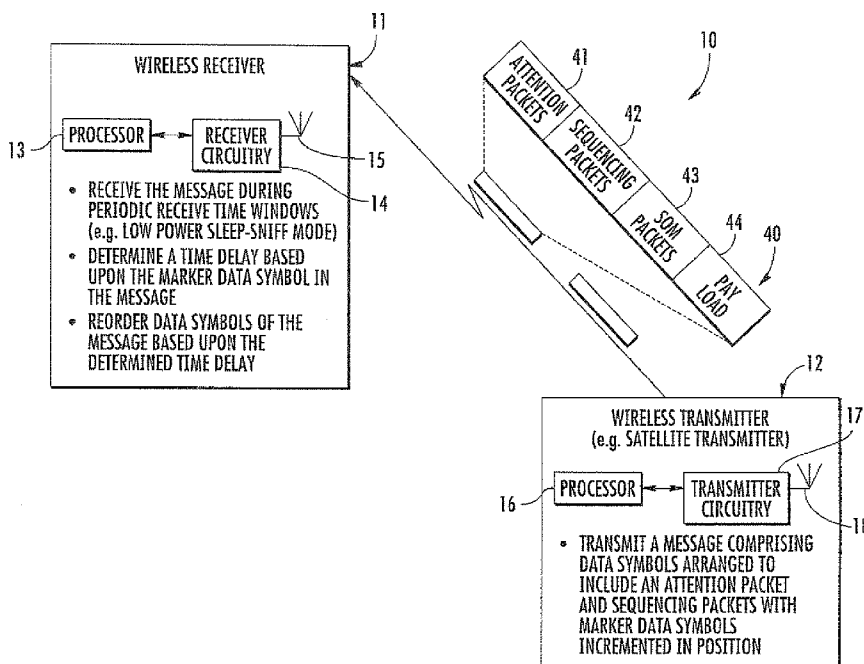 11
WIRELESS RECEIVER
PROCESSOR
RECEIVER
CIRCUITRY
13
15
14
• RECEIVE THE MESSAGE DURING
PERIODIC RECEIVE TIME WINDOWS
(e.g. LOW POWER SLEEP-SNIFF MODE)
• DETERMINE A TIME DELAY BASED
UPON THE MARKER DATA SYMBOL IN
THE MESSAGE
• REORDER DATA SYMBOLS OF THE
MESSAGE BASED UPON THE
DETERMINED TIME DELAY
10
41
ATTENTION
PACKETS
42
SEQUENCING
PACKETS
43
SOM
PACKETS
44
PAY
LOAD
40
12
WIRELESS TRANSMITTER
(e.g. SATELLITE TRANSMITTER)
17
PROCESSOR
TRANSMITTER
CIRCUITRY
16
• TRANSMIT A MESSAGE COMPRISING
DATA SYMBOLS ARRANGED TO
INCLUDE AN ATTENTION PACKET
AND SEQUENCING PACKETS WITH
MARKER DATA SYMBOLS
INCREMENTED IN POSITION